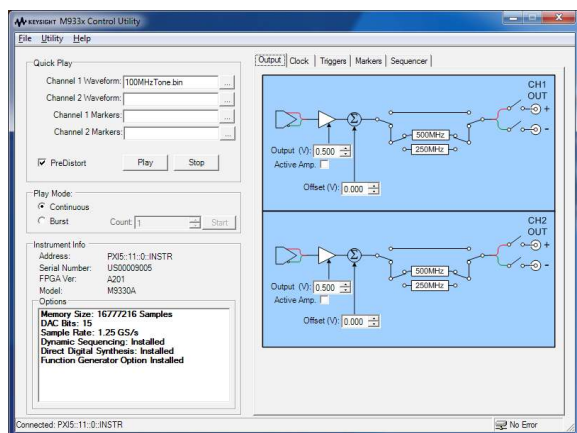 KEYSIGHT M933x Control Utility
File Utility Help
Quick Play
Channel 1 Waveform: 100MHzTone.bin ...
Channel 2 Waveform: ...
Channel 1 Markers: ...
Channel 2 Markers: ...
PreDistort Play Stop
Play Mode:
Continuous
Burst Count: 1 Start
Instrument Info
Address: PXI5::11::0::INSTR
Serial Number: US00009005
FPGA Ver: A201
Model: M9330A
Options
Memory Size: 16777216 Samples
DAC Bits: 15
Sample Rate: 1.25 GS/s
Dynamic Sequencing: Installed
Direct Digital Synthesis: Installed
Function Generator Option Installed
Output Clock Triggers Markers Sequencer
CH1
OUT
+
-
500MHz
250MHz
Σ
Output (V): 0.500
Active Amp.
Offset (V): 0.000
CH2
OUT
+
-
500MHz
250MHz
Σ
Output (V): 0.500
Active Amp.
Offset (V): 0.000
Connected: PXI5::11::0::INSTR No Error